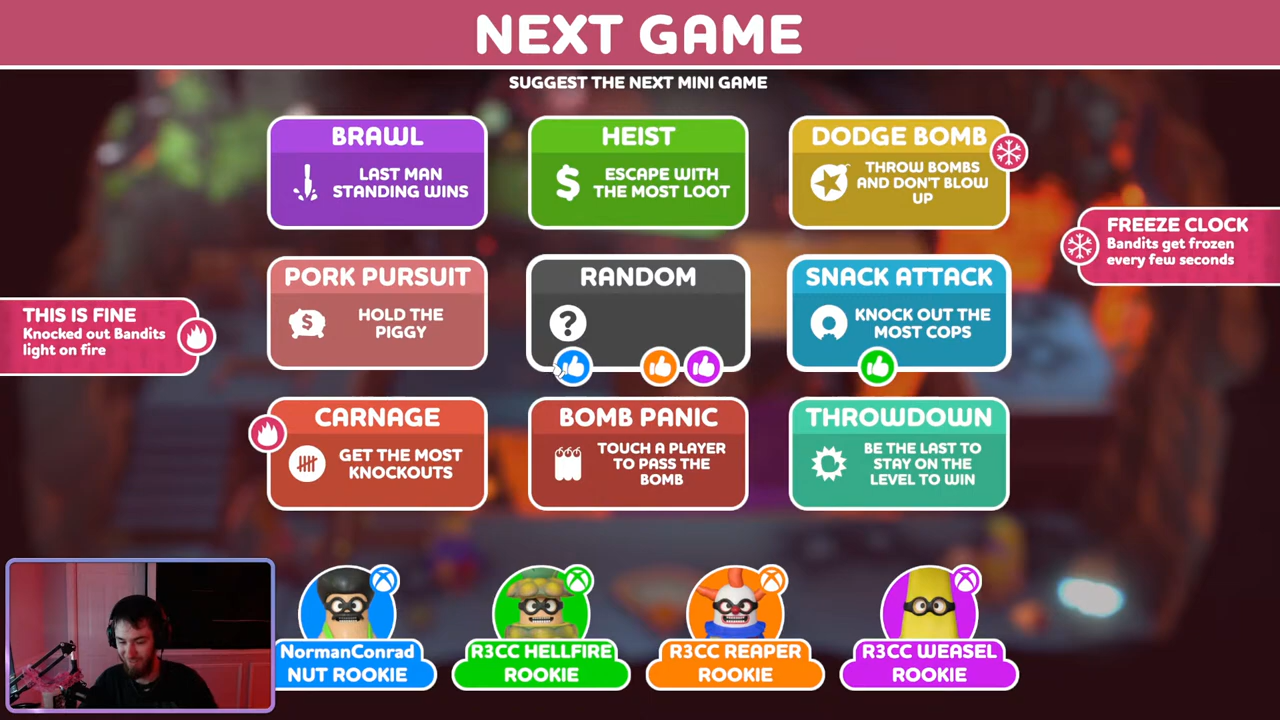 NEXT GAME
SUGGEST THE NEXT MINI GAME
BRAWL
LAST MAN
STANDING WINS
HEIST
$
ESCAPE WITH
THE MOST LOOT
DODGE BOMB
THROW BOMBS
AND DON'T BLOW
UP
FREEZE CLOCK
Bandits get frozen
every few seconds
PORK PURSUIT
$
HOLD THE
PIGGY
RANDOM
?
SNACK ATTACK
KNOCK OUT THE
MOST COPS
THIS IS FINE
Knocked out Bandits
light on fire
CARNAGE
GET THE MOST
KNOCKOUTS
BOMB PANIC
TOUCH A PLAYER
TO PASS THE
BOMB
THROWDOWN
BE THE LAST TO
STAY ON THE
LEVEL TO WIN
NormanConrad
NUT ROOKIE
R3CC HELLFIRE
ROOKIE
R3CC REAPER
ROOKIE
R3CC WEASEL
ROOKIE